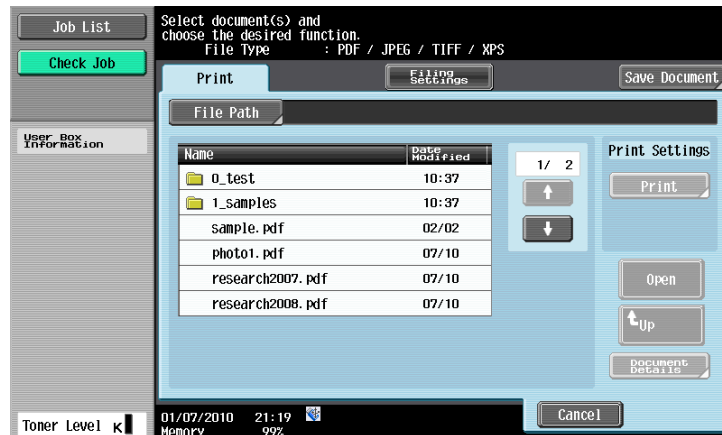 Job List
Check Job
Select document(s) and
choose the desired function.
File Type : PDF / JPEG / TIFF / XPS
Print
Filing
Settings
Save Document
File Path
User Box
Information
Name
Date
Modified
0_test 10:37
1_samples 10:37
sample.pdf 02/02
photo1.pdf 07/10
research2007.pdf 07/10
research2008.pdf 07/10
1/ 2
Print Settings
Print
Open
Up
Document
Details
Toner Level K
01/07/2010 21:19
Memory 99%
Cancel